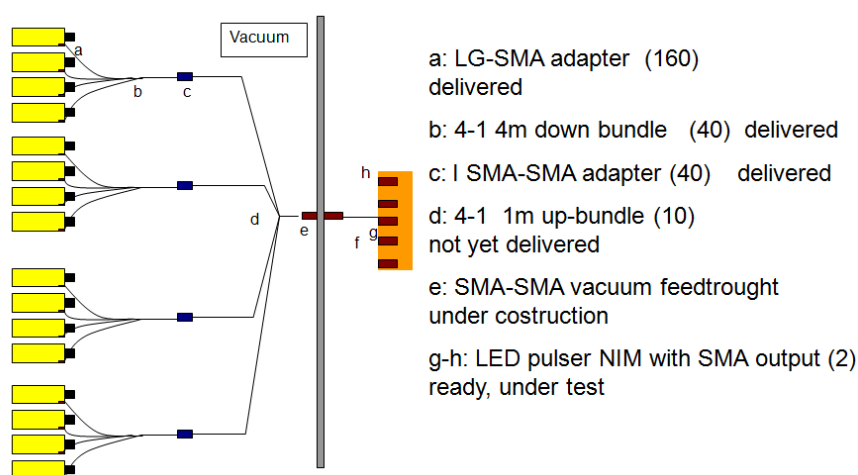 Vacuum
a
b
c
d
e
f
g
h
a: LG-SMA adapter (160)
delivered
b: 4-1 4m down bundle (40) delivered
c: I SMA-SMA adapter (40) delivered
d: 4-1 1m up-bundle (10)
not yet delivered
e: SMA-SMA vacuum feedtrought
under costruction
g-h: LED pulser NIM with SMA output (2)
ready, under test